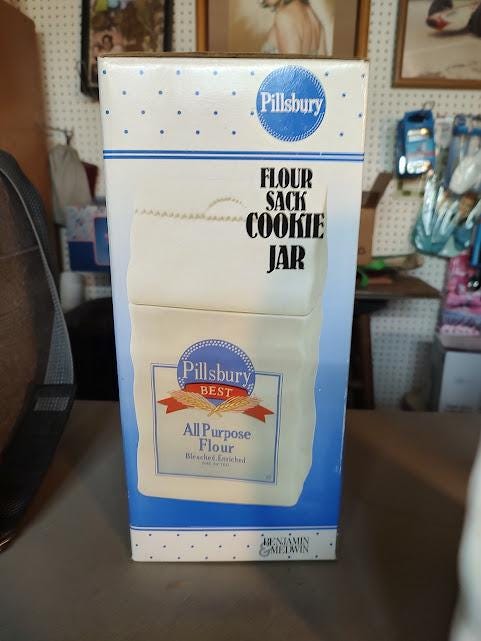 Pillsbury
FLOUR
SACK
COOKIE
JAR
Pillsbury
BEST
All Purpose
Flour
Bleached.Enriched
BENJAMIN
& MEDWIN